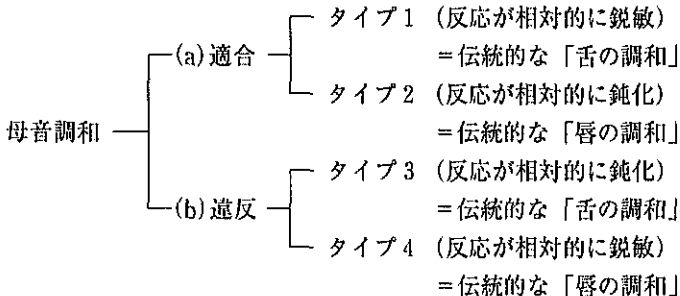 タイプ1 (反応が相対的に鋭敏)
(a)適合
=伝統的な「舌の調和」
タイプ2 (反応が相対的に鈍化)
=伝統的な「唇の調和」
母音調和
タイプ3 (反応が相対的に鈍化)
(b)違反
=伝統的な「舌の調和」
タイプ4 (反応が相対的に鋭敏)
=伝統的な「唇の調和」